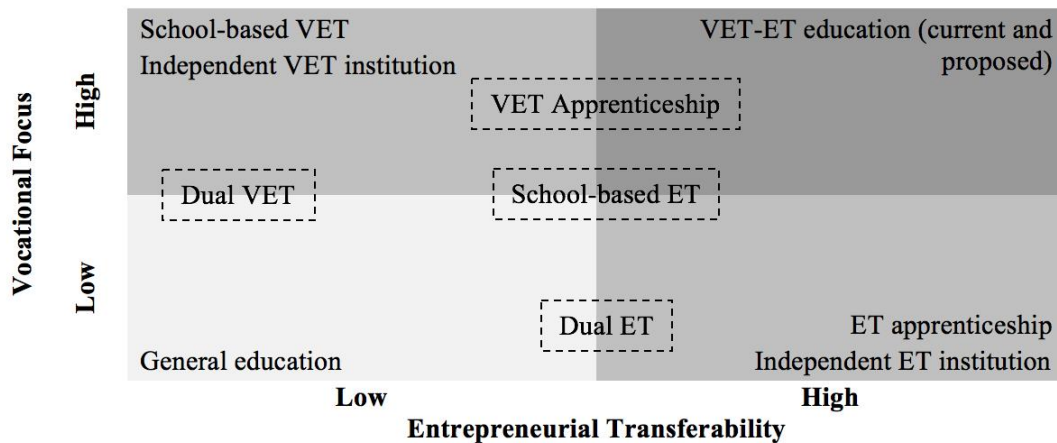 School-based VET
Independent VET institution
VET-ET education (current and
proposed)
VET Apprenticeship
Dual VET
School-based ET
Dual ET
ET apprenticeship
General education
Independent ET institution
Vocational Focus
High
Low
Low
High
Entrepreneurial Transferability